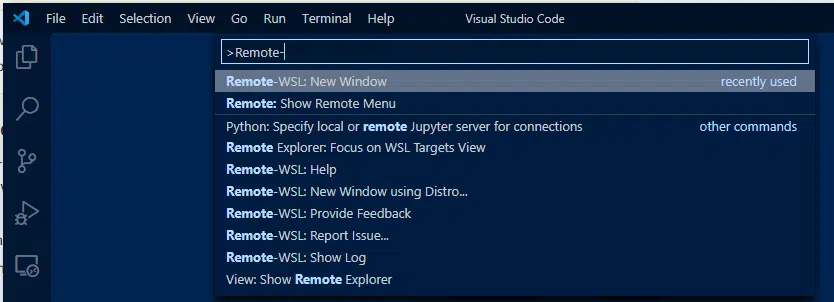 File Edit Selection View Go Run Terminal Help Visual Studio Code
>Remote-
Remote-WSL: New Window recently used
Remote: Show Remote Menu
Python: Specify local or remote Jupyter server for connections other commands
Remote Explorer: Focus on WSL Targets View
Remote-WSL: Help
Remote-WSL: New Window using Distro...
Remote-WSL: Provide Feedback
Remote-WSL: Report Issue...
Remote-WSL: Show Log
View: Show Remote Explorer